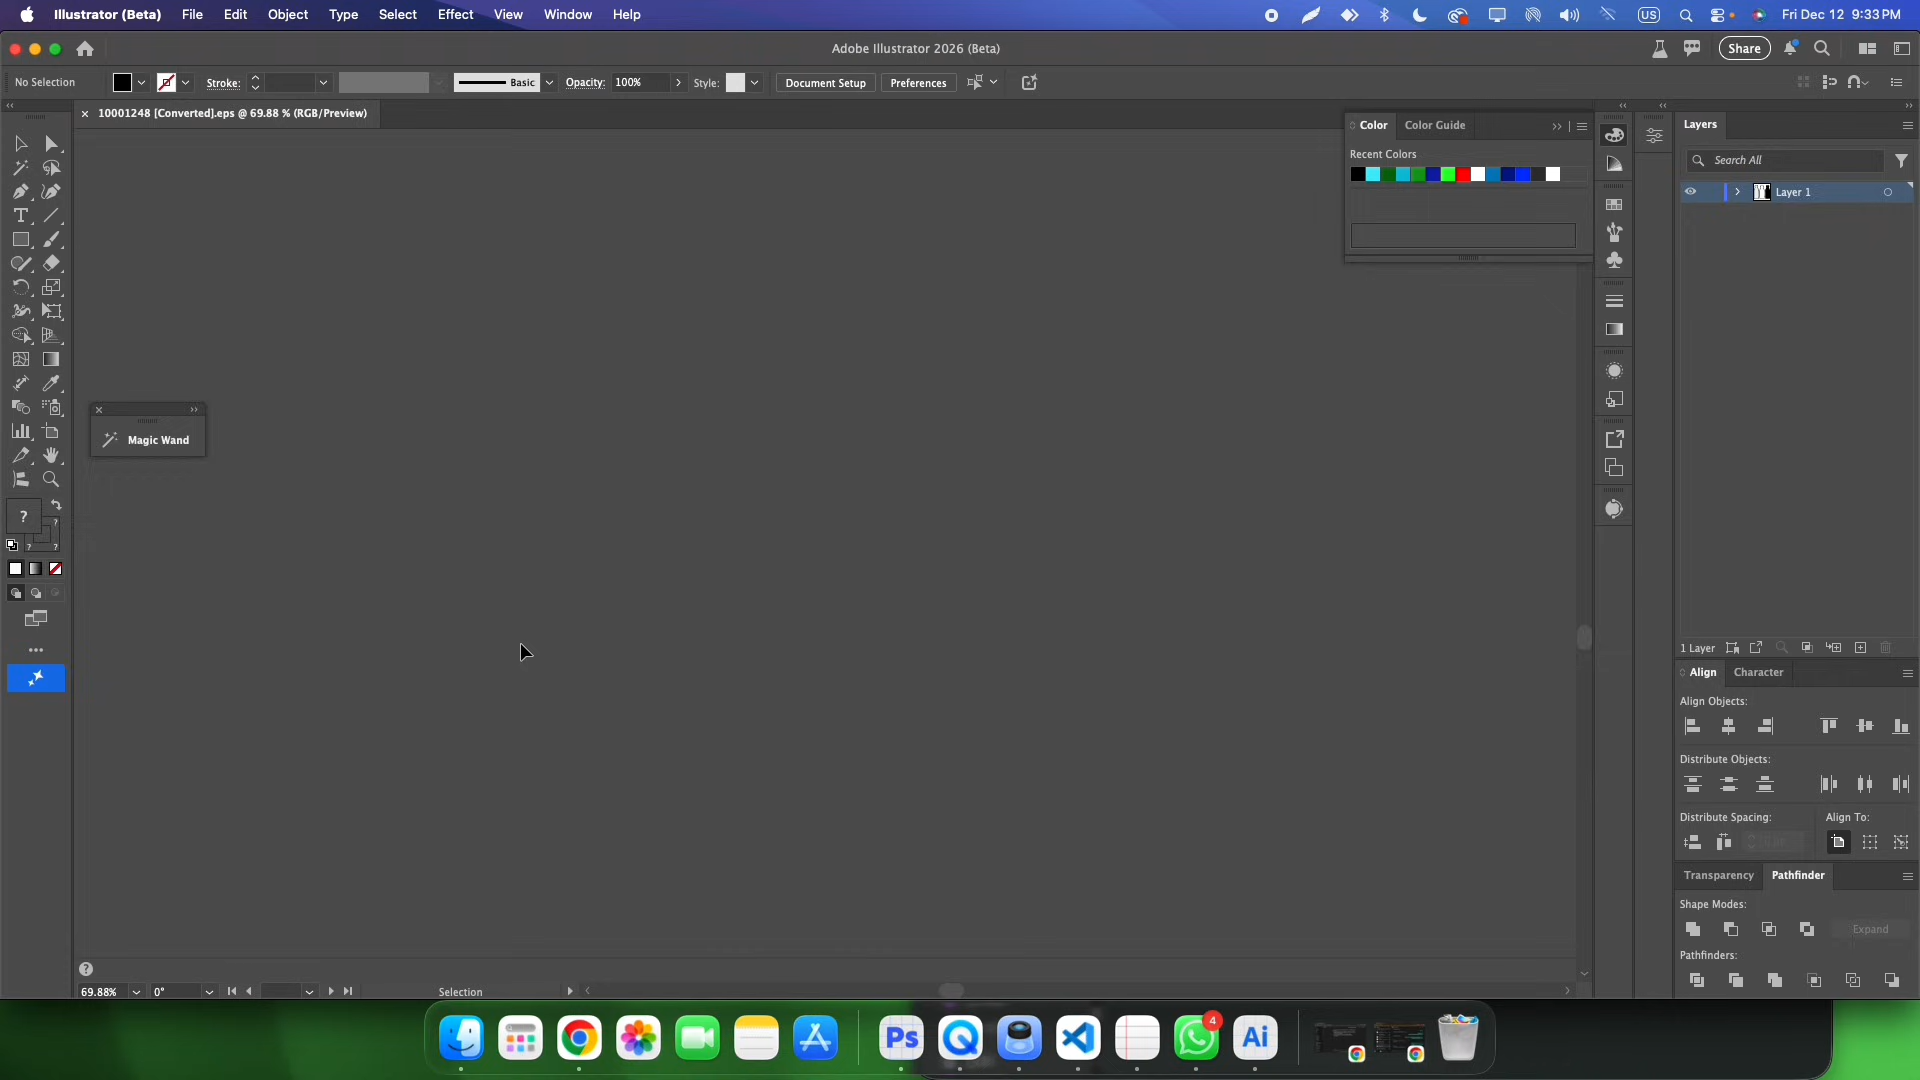 Illustrator (Beta) File Edit Object Type Select Effect View Window Help US Fri Dec 12 9:33 PM
Adobe Illustrator 2026 (Beta) Share
No Selection Stroke: Basic Opacity: 100% Style: Document Setup Preferences
10001248 [Converted].eps @ 69.88 % (RGB/Preview)
Color Color Guide
Recent Colors
Layers
Search All
Layer 1
Magic Wand
?
?
? ?
1 Layer
Align Character
Align Objects:
Distribute Objects:
Distribute Spacing: Align To:
Transparency Pathfinder
Shape Modes:
Expand
Pathfinders:
?
69.88% 0° Selection
Ps 4 Ai